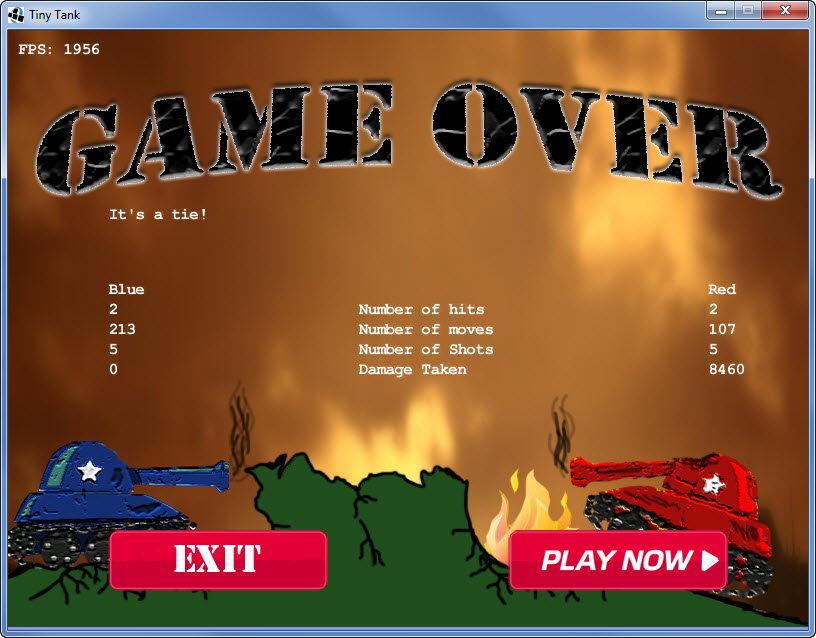 Tiny Tank
FPS: 1956
GAME OVER
It's a tie!
Blue Red
2 Number of hits 2
213 Number of moves 107
5 Number of Shots 5
0 Damage Taken 8460
EXIT PLAY NOW